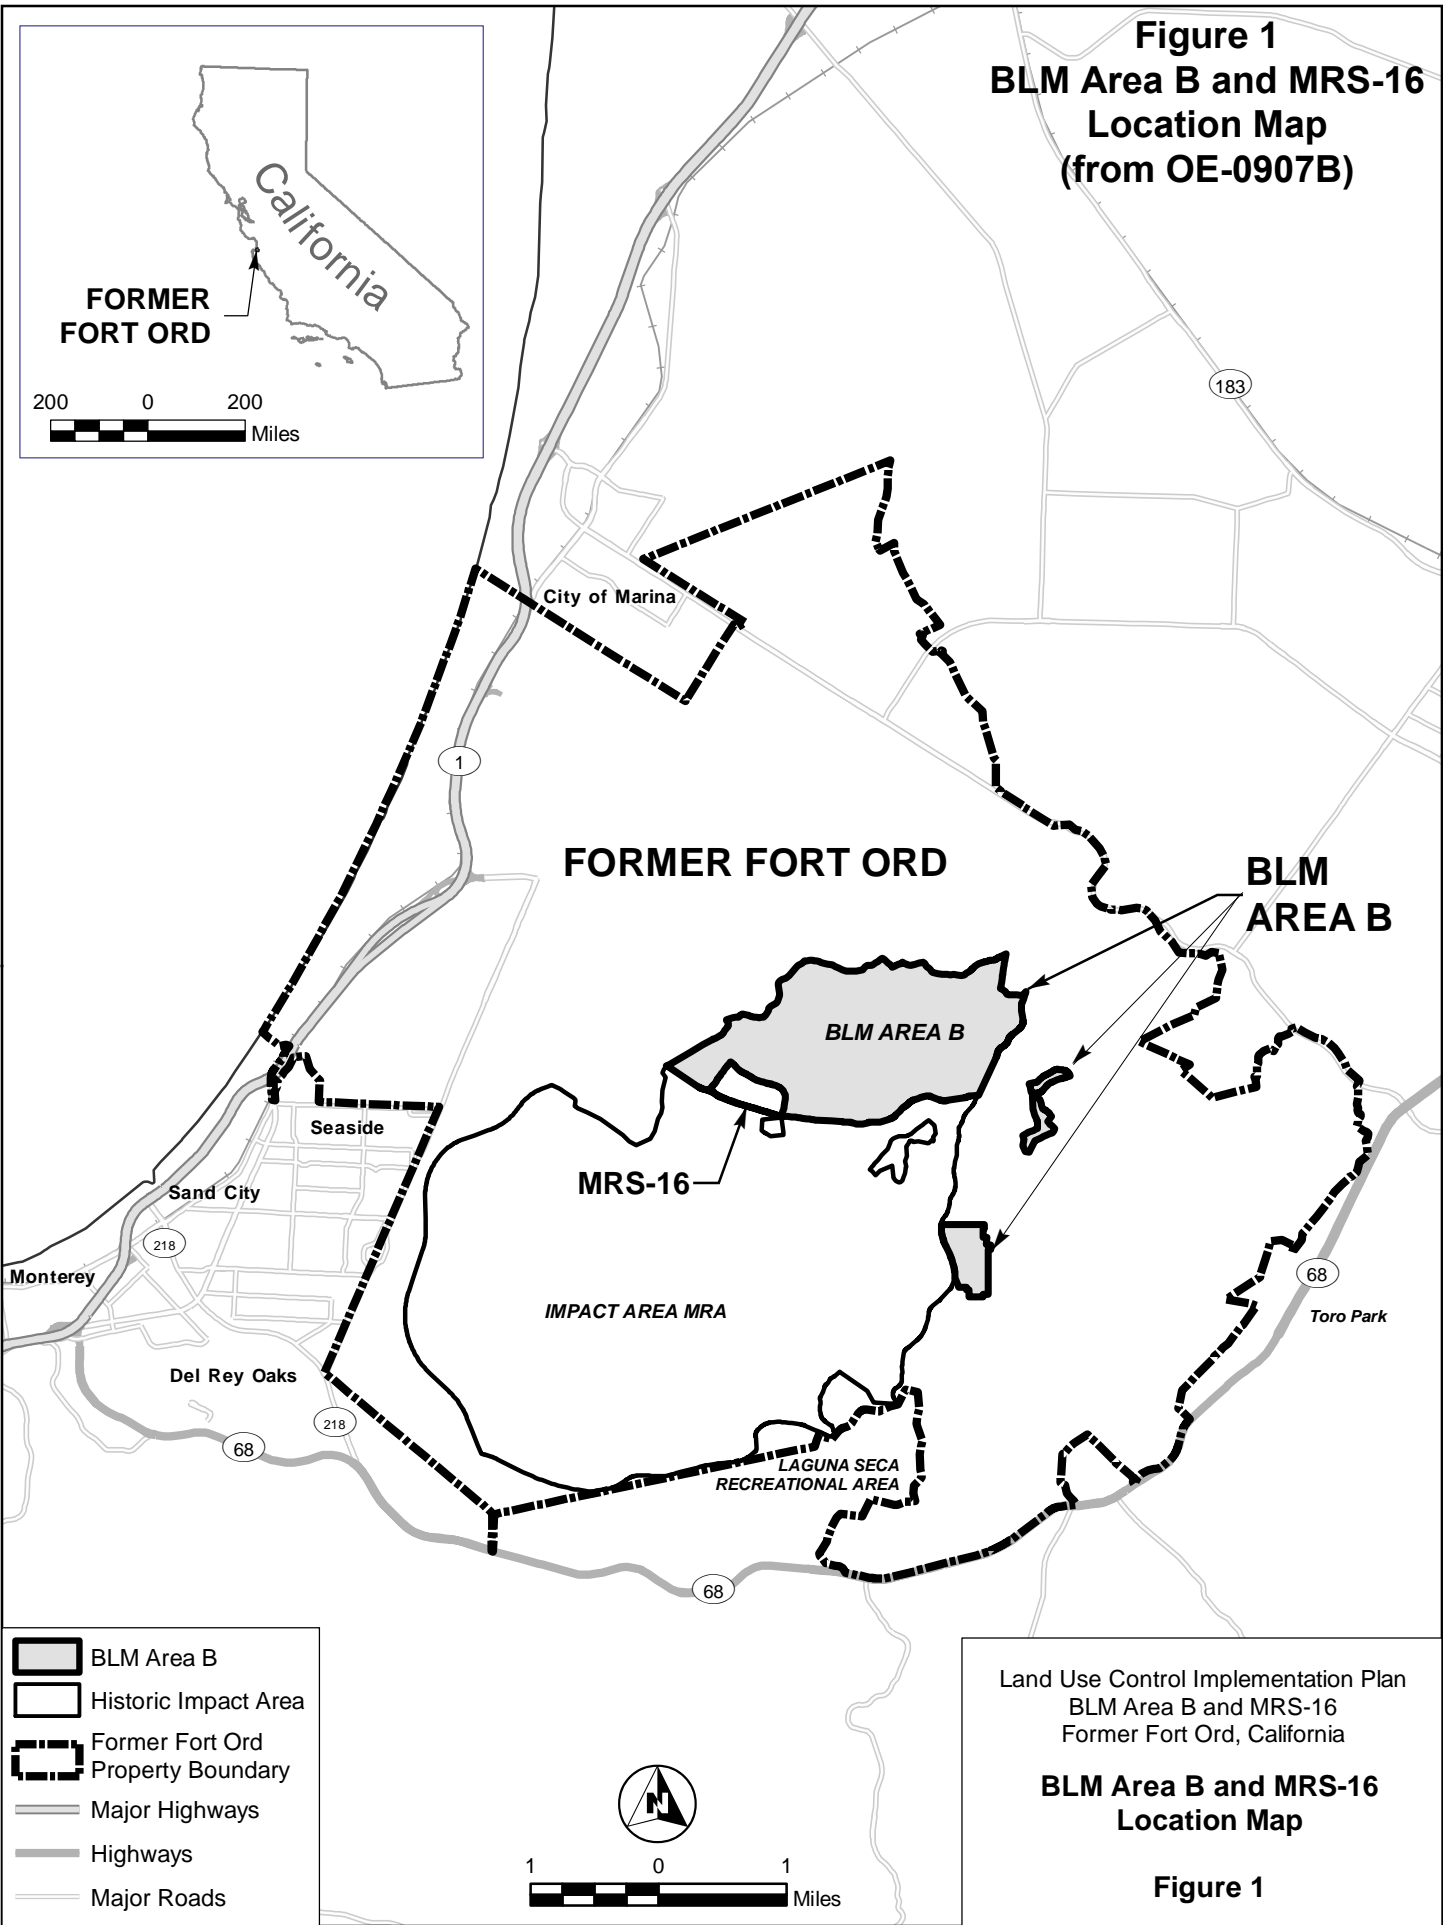 Figure 1
BLM Area B and MRS-16
Location Map
(from OE-0907B)
California
FORMER
FORT ORD
200 0 200
Miles
183
City of Marina
1
FORMER FORT ORD
BLM
AREA B
BLM AREA B
Seaside
MRS-16
Sand City
218
Monterey
68
IMPACT AREA MRA
Toro Park
Del Rey Oaks
218
68
LAGUNA SECA
RECREATIONAL AREA
68
BLM Area B
Historic Impact Area
Former Fort Ord
Property Boundary
Major Highways
Highways
Major Roads
N
1 0 1
Miles
Land Use Control Implementation Plan
BLM Area B and MRS-16
Former Fort Ord, California
BLM Area B and MRS-16
Location Map
Figure 1